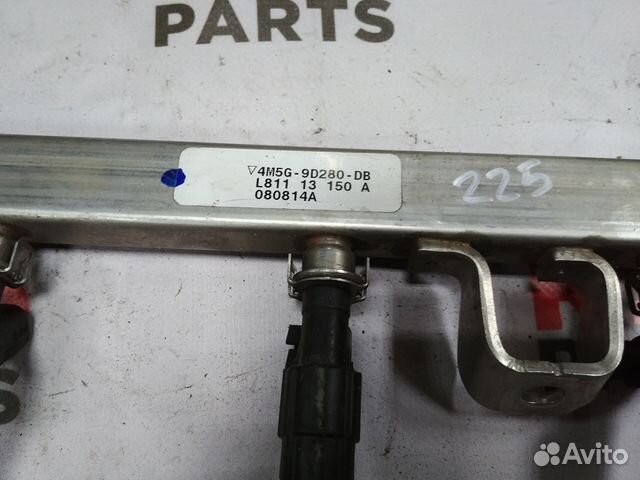 PARTS
▽4M5G-9D280-DB
L811 13 150 A
080814A
225
Avito